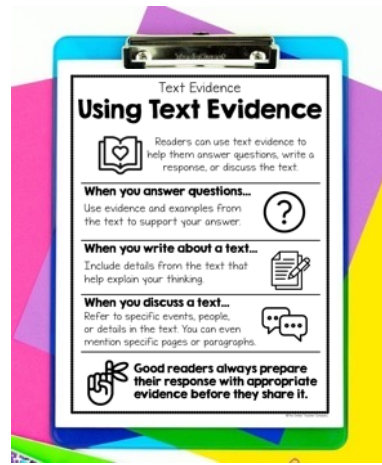 Text Evidence
Using Text Evidence
Readers can use text evidence to
help them answer questions, write a
response, or discuss the text.
When you answer questions...
Use evidence and examples from
the text to support your answer.
?
When you write about a text...
Include details from the text that
help explain your thinking.
When you discuss a text...
Refer to specific events, people,
or details in the text. You can even
mention specific pages or paragraphs.
Good readers always prepare
their response with appropriate
evidence before they share it.